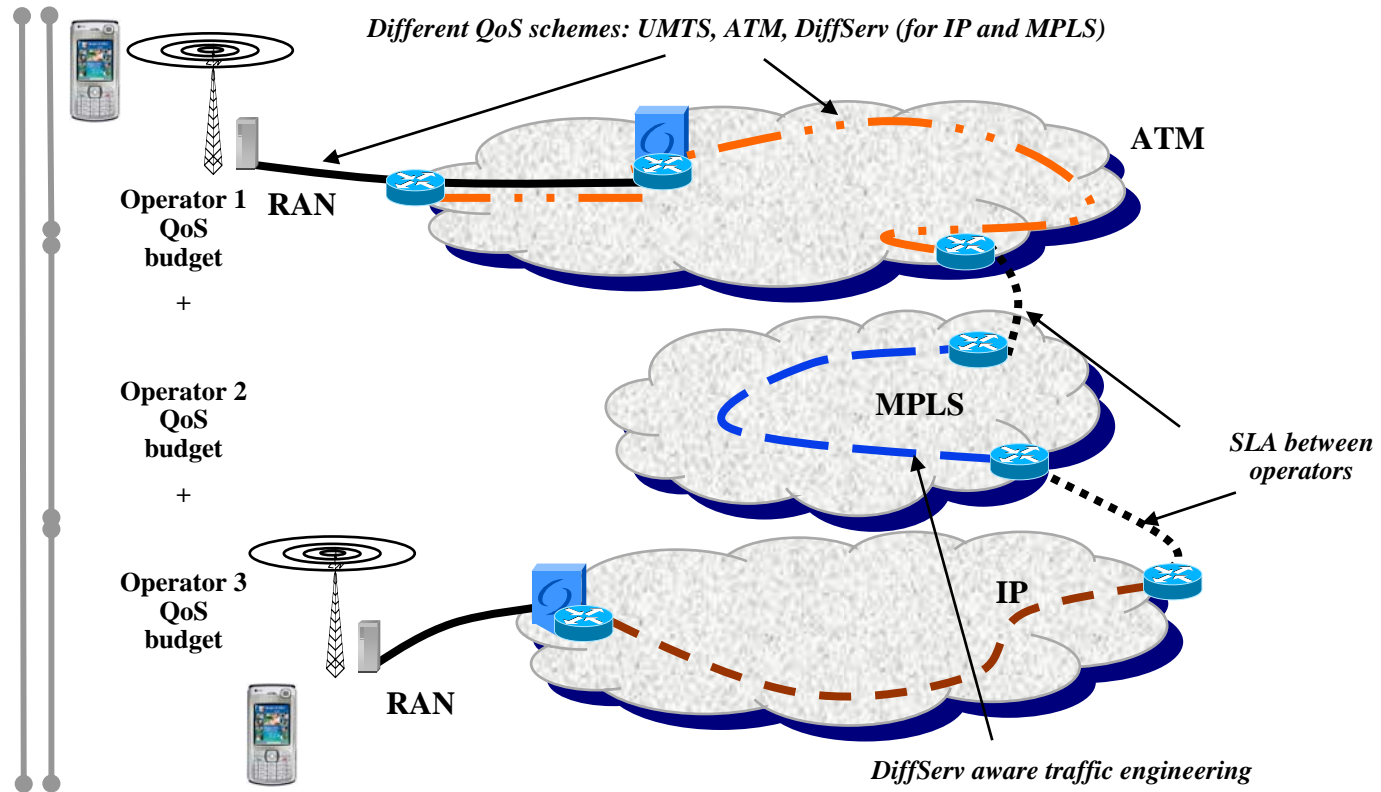 Different QoS schemes: UMTS, ATM, DiffServ (for IP and MPLS)
ATM
RAN
Operator 1
QoS
budget
+
Operator 2
QoS
budget
+
MPLS
SLA between
operators
Operator 3
QoS
budget
IP
RAN
DiffServ aware traffic engineering